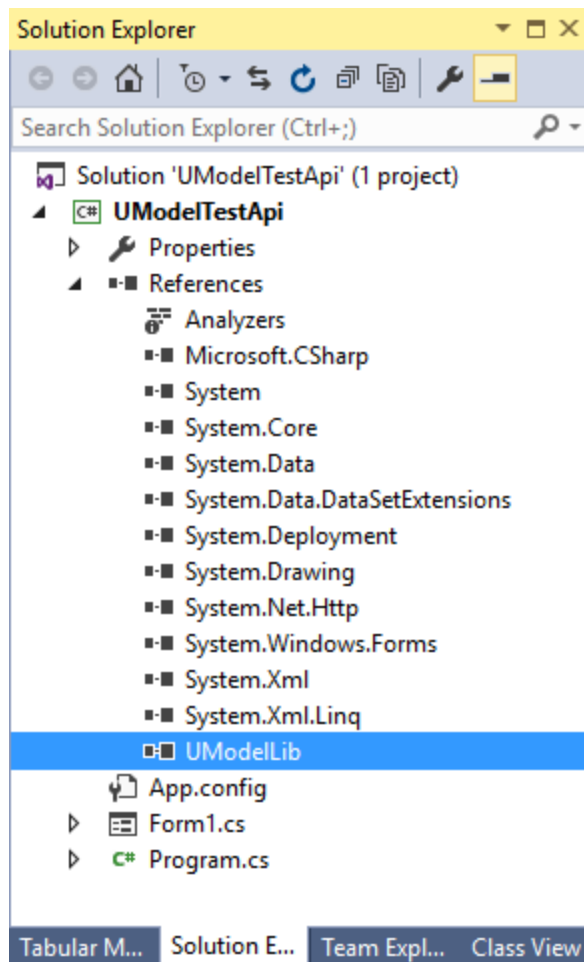 Solution Explorer
Search Solution Explorer (Ctrl+;)
Solution 'UModelTestApi' (1 project)
C# UModelTestApi
Properties
References
Analyzers
Microsoft.CSharp
System
System.Core
System.Data
System.Data.DataSetExtensions
System.Deployment
System.Drawing
System.Net.Http
System.Windows.Forms
System.Xml
System.Xml.Linq
UModelLib
App.config
Form1.cs
C# Program.cs
Tabular M... Solution E... Team Expl... Class View